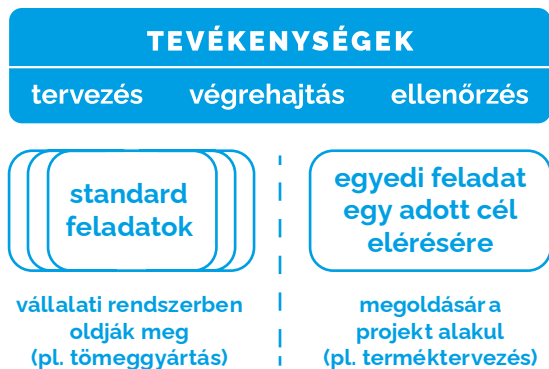 TEVÉKENYSÉGEK
tervezés végrehajtás ellenőrzés
standard
feladatok
egyedi feladat
egy adott cél
elérésére
vállalati rendszerben
oldják meg
(pl. tömeggyártás)
megoldására
projekt alakul
(pl. terméktervezés)